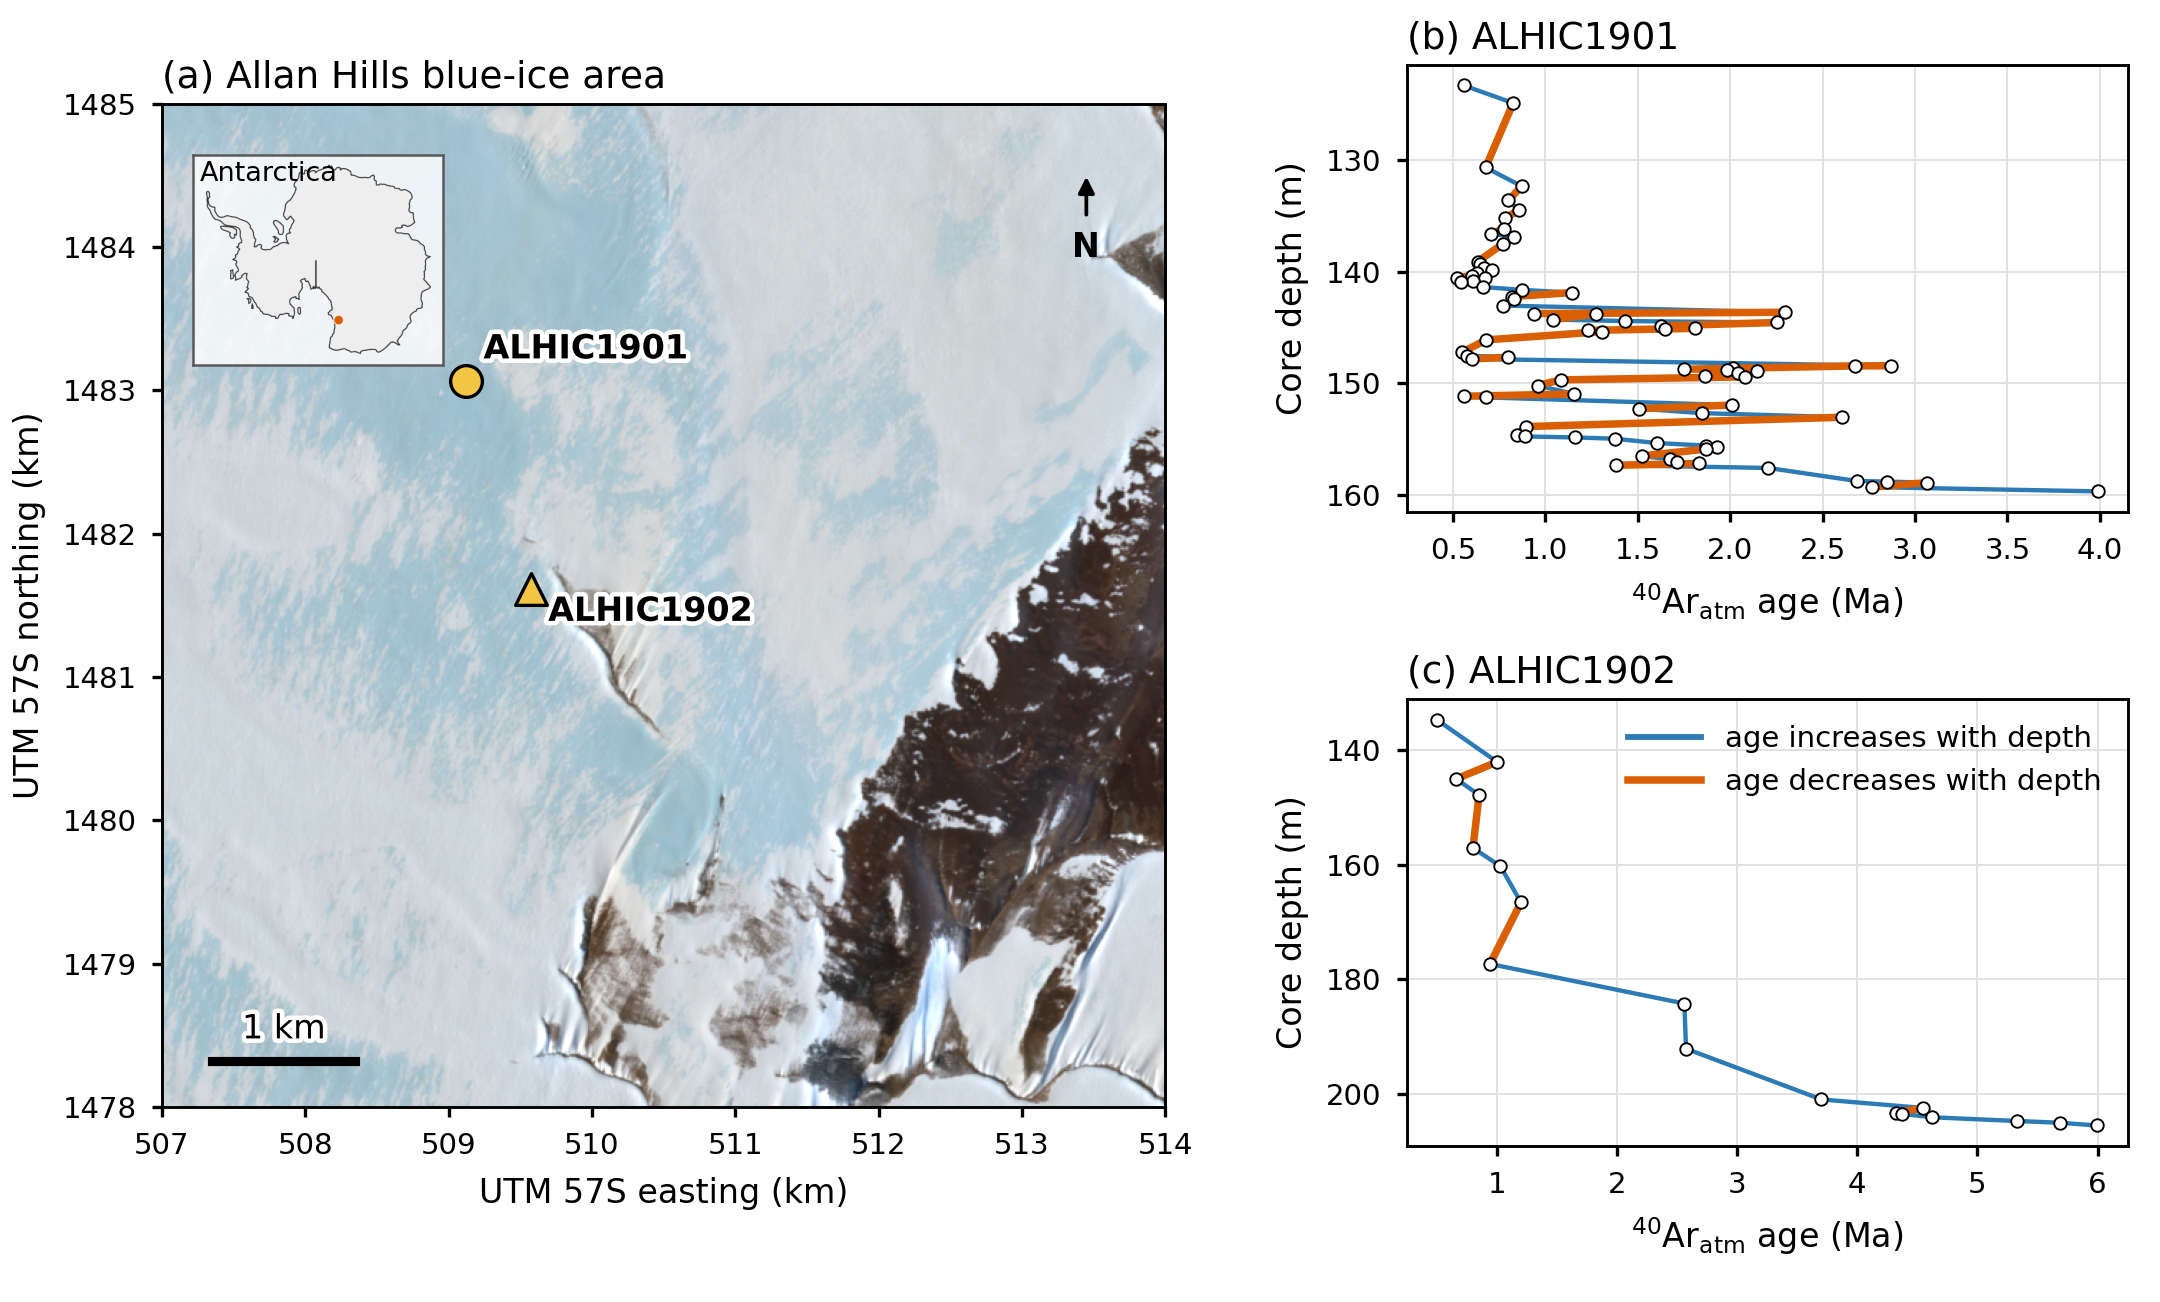 (a) Allan Hills blue-ice area
UTM 57S northing (km)
1485
1484
1483
1482
1481
1480
1479
1478
Antarctica
N
ALHIC1901
ALHIC1902
1 km
507 508 509 510 511 512 513 514
UTM 57S easting (km)
(b) ALHIC1901
Core depth (m)
130
140
150
160
0.5 1.0 1.5 2.0 2.5 3.0 3.5 4.0
⁴⁰Ar_atm age (Ma)
(c) ALHIC1902
Core depth (m)
140
160
180
200
age increases with depth
age decreases with depth
1 2 3 4 5 6
⁴⁰Ar_atm age (Ma)